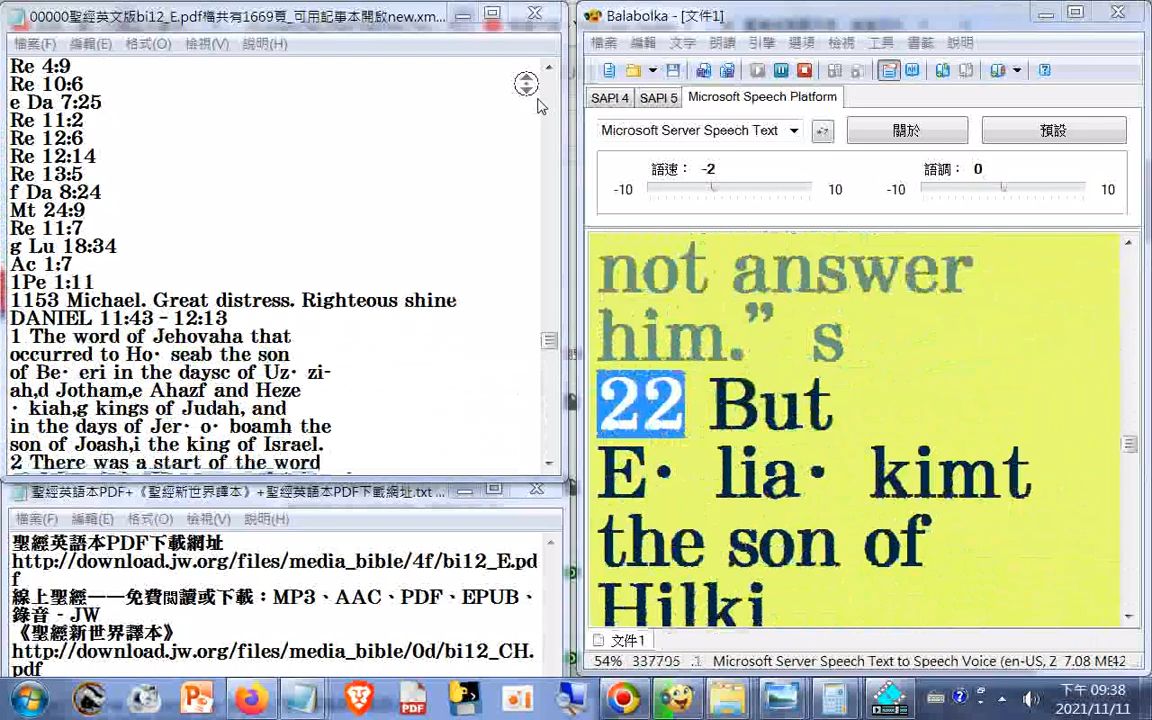 00000聖經英文版bi12_E.pdf檔共有1669頁_可用記事本開啟new.xm...
檔案(F) 編輯(E) 格式(O) 檢視(V) 說明(H)
Re 4:9
Re 10:6
e Da 7:25
Re 11:2
Re 12:6
Re 12:14
Re 13:5
f Da 8:24
Mt 24:9
Re 11:7
g Lu 18:34
Ac 1:7
1Pe 1:11
1153 Michael. Great distress. Righteous shine
DANIEL 11:43–12:13
1 The word of Jehovaha that
occurred to Ho· seab the son
of Be· eri in the daysc of Uz· zi-
ah,d Jotham,e Ahazf and Heze
· kiah,g kings of Judah, and
in the days of Jer· o· boamh the
son of Joash,i the king of Israel.
2 There was a start of the word
聖經英語本PDF+《聖經新世界譯本》+聖經英語本PDF下載網址.txt ...
檔案(F) 編輯(E) 格式(O) 檢視(V) 說明(H)
聖經英語本PDF下載網址
http://download.jw.org/files/media_bible/4f/bi12_E.pd
f
線上聖經——免費閱讀或下載：MP3、AAC、PDF、EPUB、
錄音 - JW
《聖經新世界譯本》
http://download.jw.org/files/media_bible/0d/bi12_CH.
pdf
Balabolka - [文件1]
檔案 編輯 文字 朗讀 引擎 選項 檢視 工具 書籤 說明
SAPI 4 SAPI 5 Microsoft Speech Platform
Microsoft Server Speech Text 關於 預設
語速： -2 語調： 0
-10 10 -10 10
not answer
him.” s
22 But
E· lia· kimt
the son of
Hilki
文件1
54% Microsoft Server Speech Text to Speech Voice (en-US, Z 7.08 ME
PDF
下午 09:38
2021/11/11